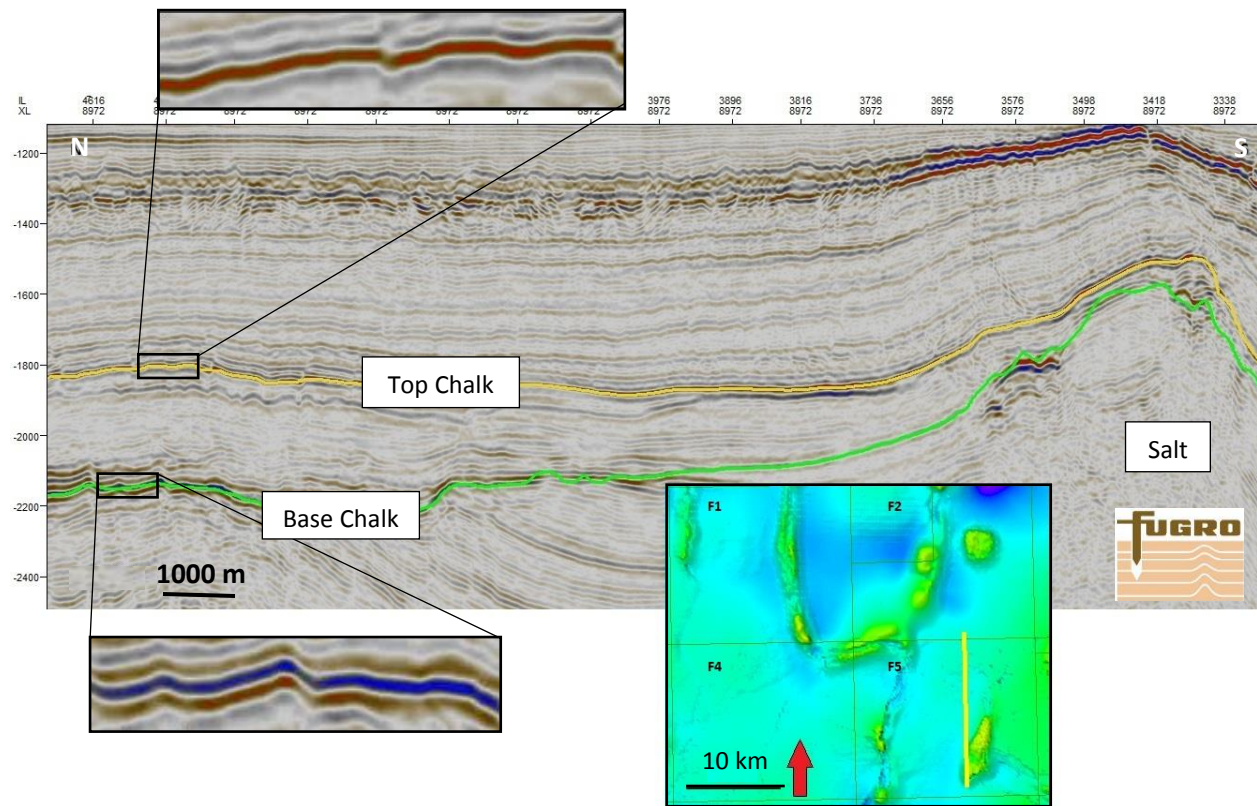 IL 4616 3976 3896 3816 3736 3656 3576 3498 3418 3338
XL 8972 8972 8972 8972 8972 8972 8972 8972 8972 8972 8972 8972 8972 8972
N S
-1200
-1400
-1600
-1800
Top Chalk
-2000
Salt
-2200
Base Chalk
-2400
1000 m
F1 F2
FUGRO
F4 F5
10 km